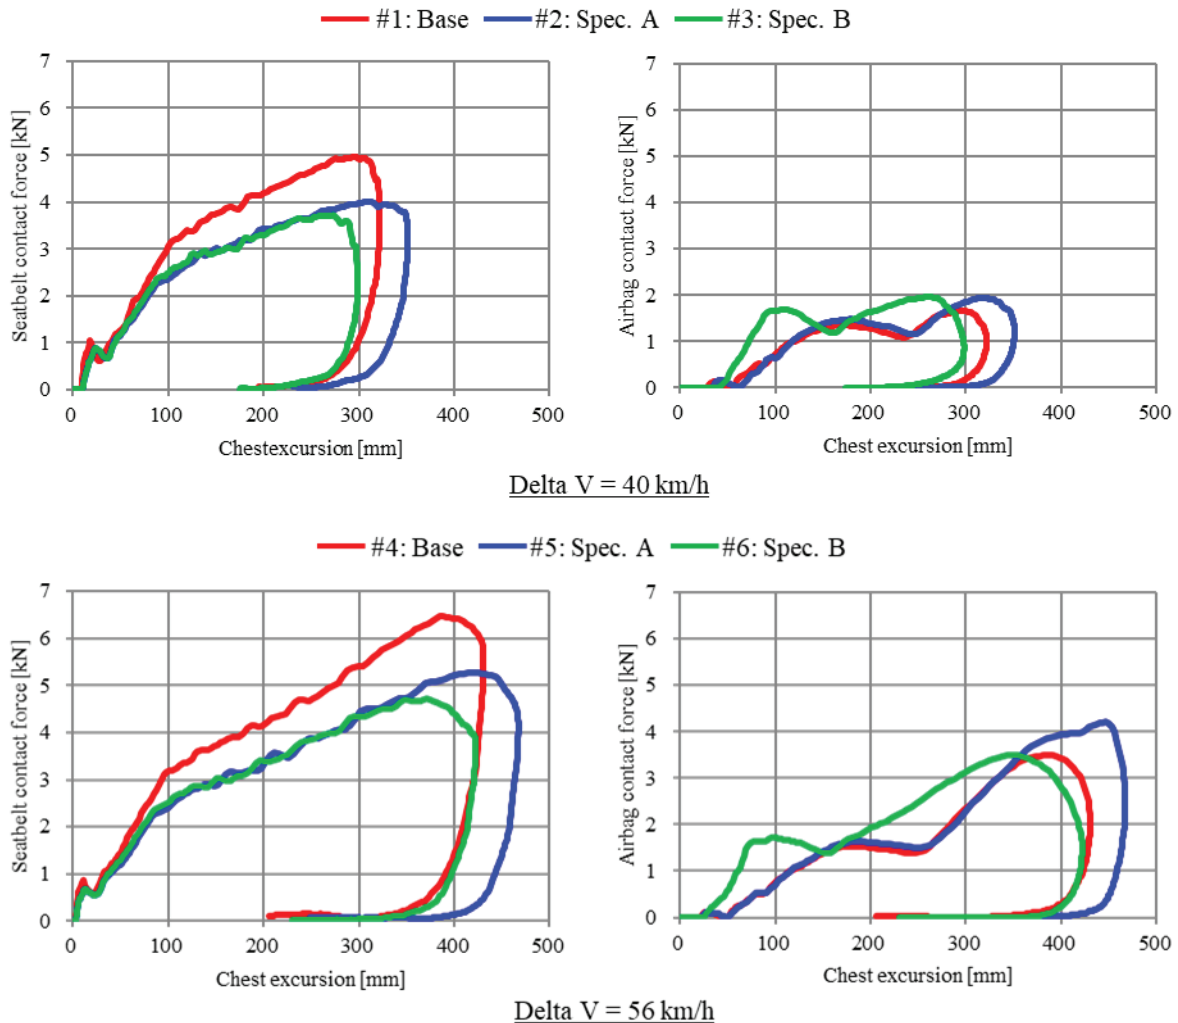 #1: Base #2: Spec. A #3: Spec. B
Seatbelt contact force [kN]
7
6
5
4
3
2
1
0
0 100 200 300 400 500
Chestexcursion [mm]
Airbag contact force [kN]
7
6
5
4
3
2
1
0
0 100 200 300 400 500
Chest excursion [mm]
Delta V = 40 km/h
#4: Base #5: Spec. A #6: Spec. B
Seatbelt contact force [kN]
7
6
5
4
3
2
1
0
0 100 200 300 400 500
Chest excursion [mm]
Airbag contact force [kN]
7
6
5
4
3
2
1
0
0 100 200 300 400 500
Chest excursion [mm]
Delta V = 56 km/h